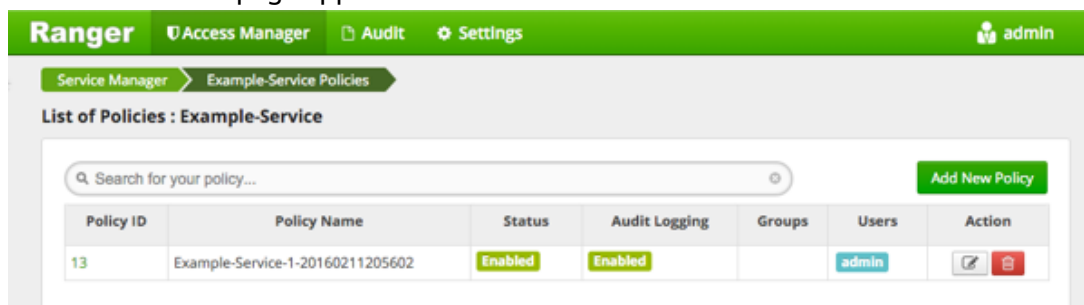 Ranger Access Manager Audit Settings admin
Service Manager Example-Service Policies
List of Policies : Example-Service
Search for your policy... Add New Policy
Policy ID Policy Name Status Audit Logging Groups Users Action
13 Example-Service-1-20160211205602 Enabled Enabled admin